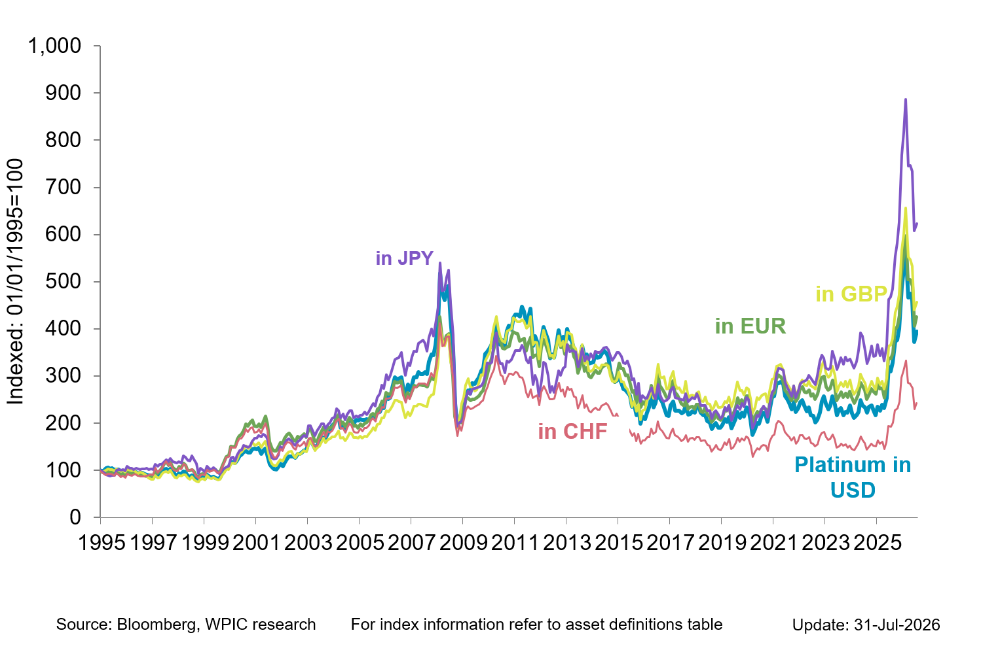 1,000
900
800
700
600
500
400
300
200
100
0
Indexed: 01/01/1995=100
in JPY
in GBP
in EUR
in CHF
Platinum in
USD
1995 1997 1999 2001 2003 2005 2007 2009 2011 2013 2015 2017 2019 2021 2023 2025
Source: Bloomberg, WPIC research For index information refer to asset definitions table Update: 31-Jul-2026